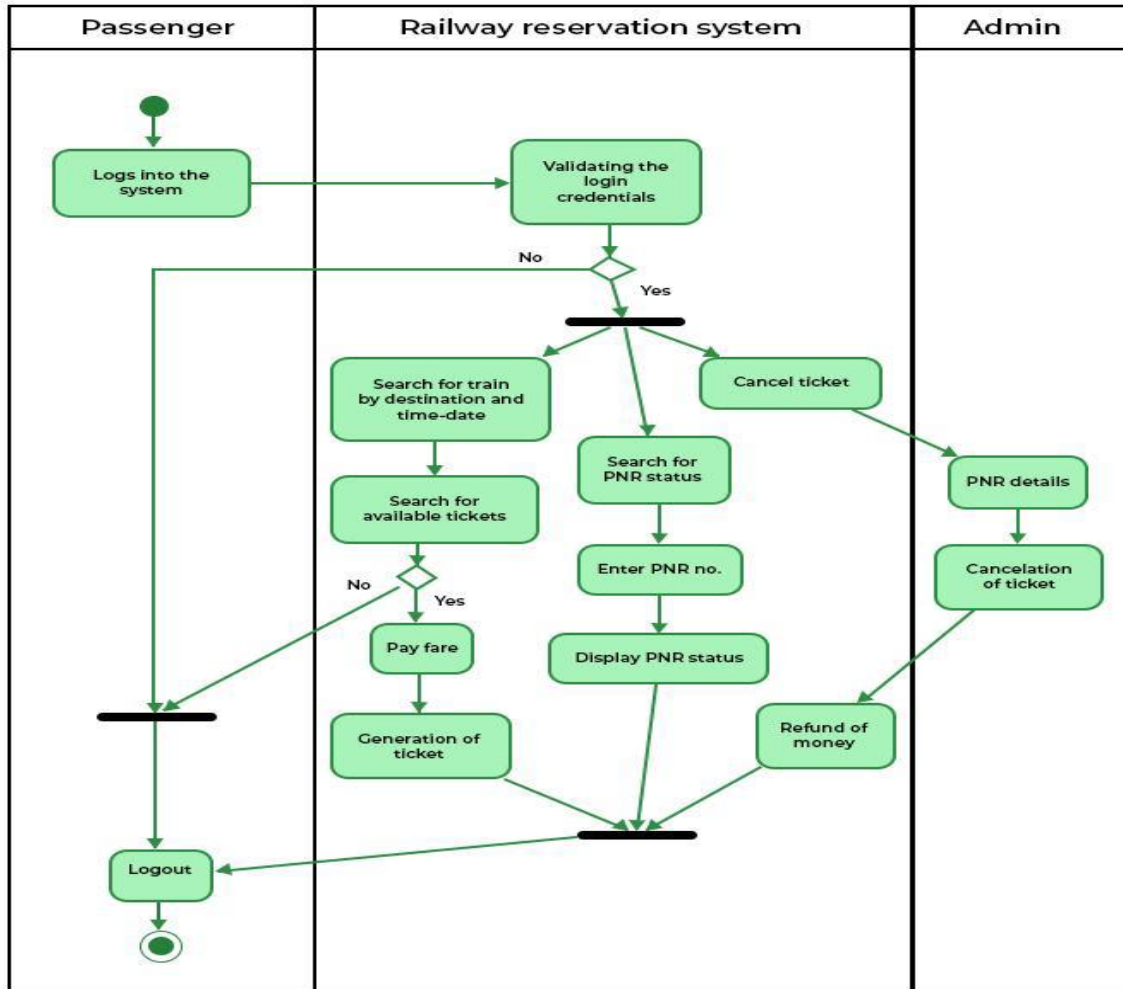 Passenger
Railway reservation system
Admin
Logs into the
system
Validating the
login
credentials
No
Yes
Search for train
by destination and
time-date
Cancel ticket
Search for
PNR status
PNR details
Search for
available tickets
Enter PNR no.
Cancelation
of ticket
No
Yes
Pay fare
Display PNR status
Generation of
ticket
Refund of
money
Logout